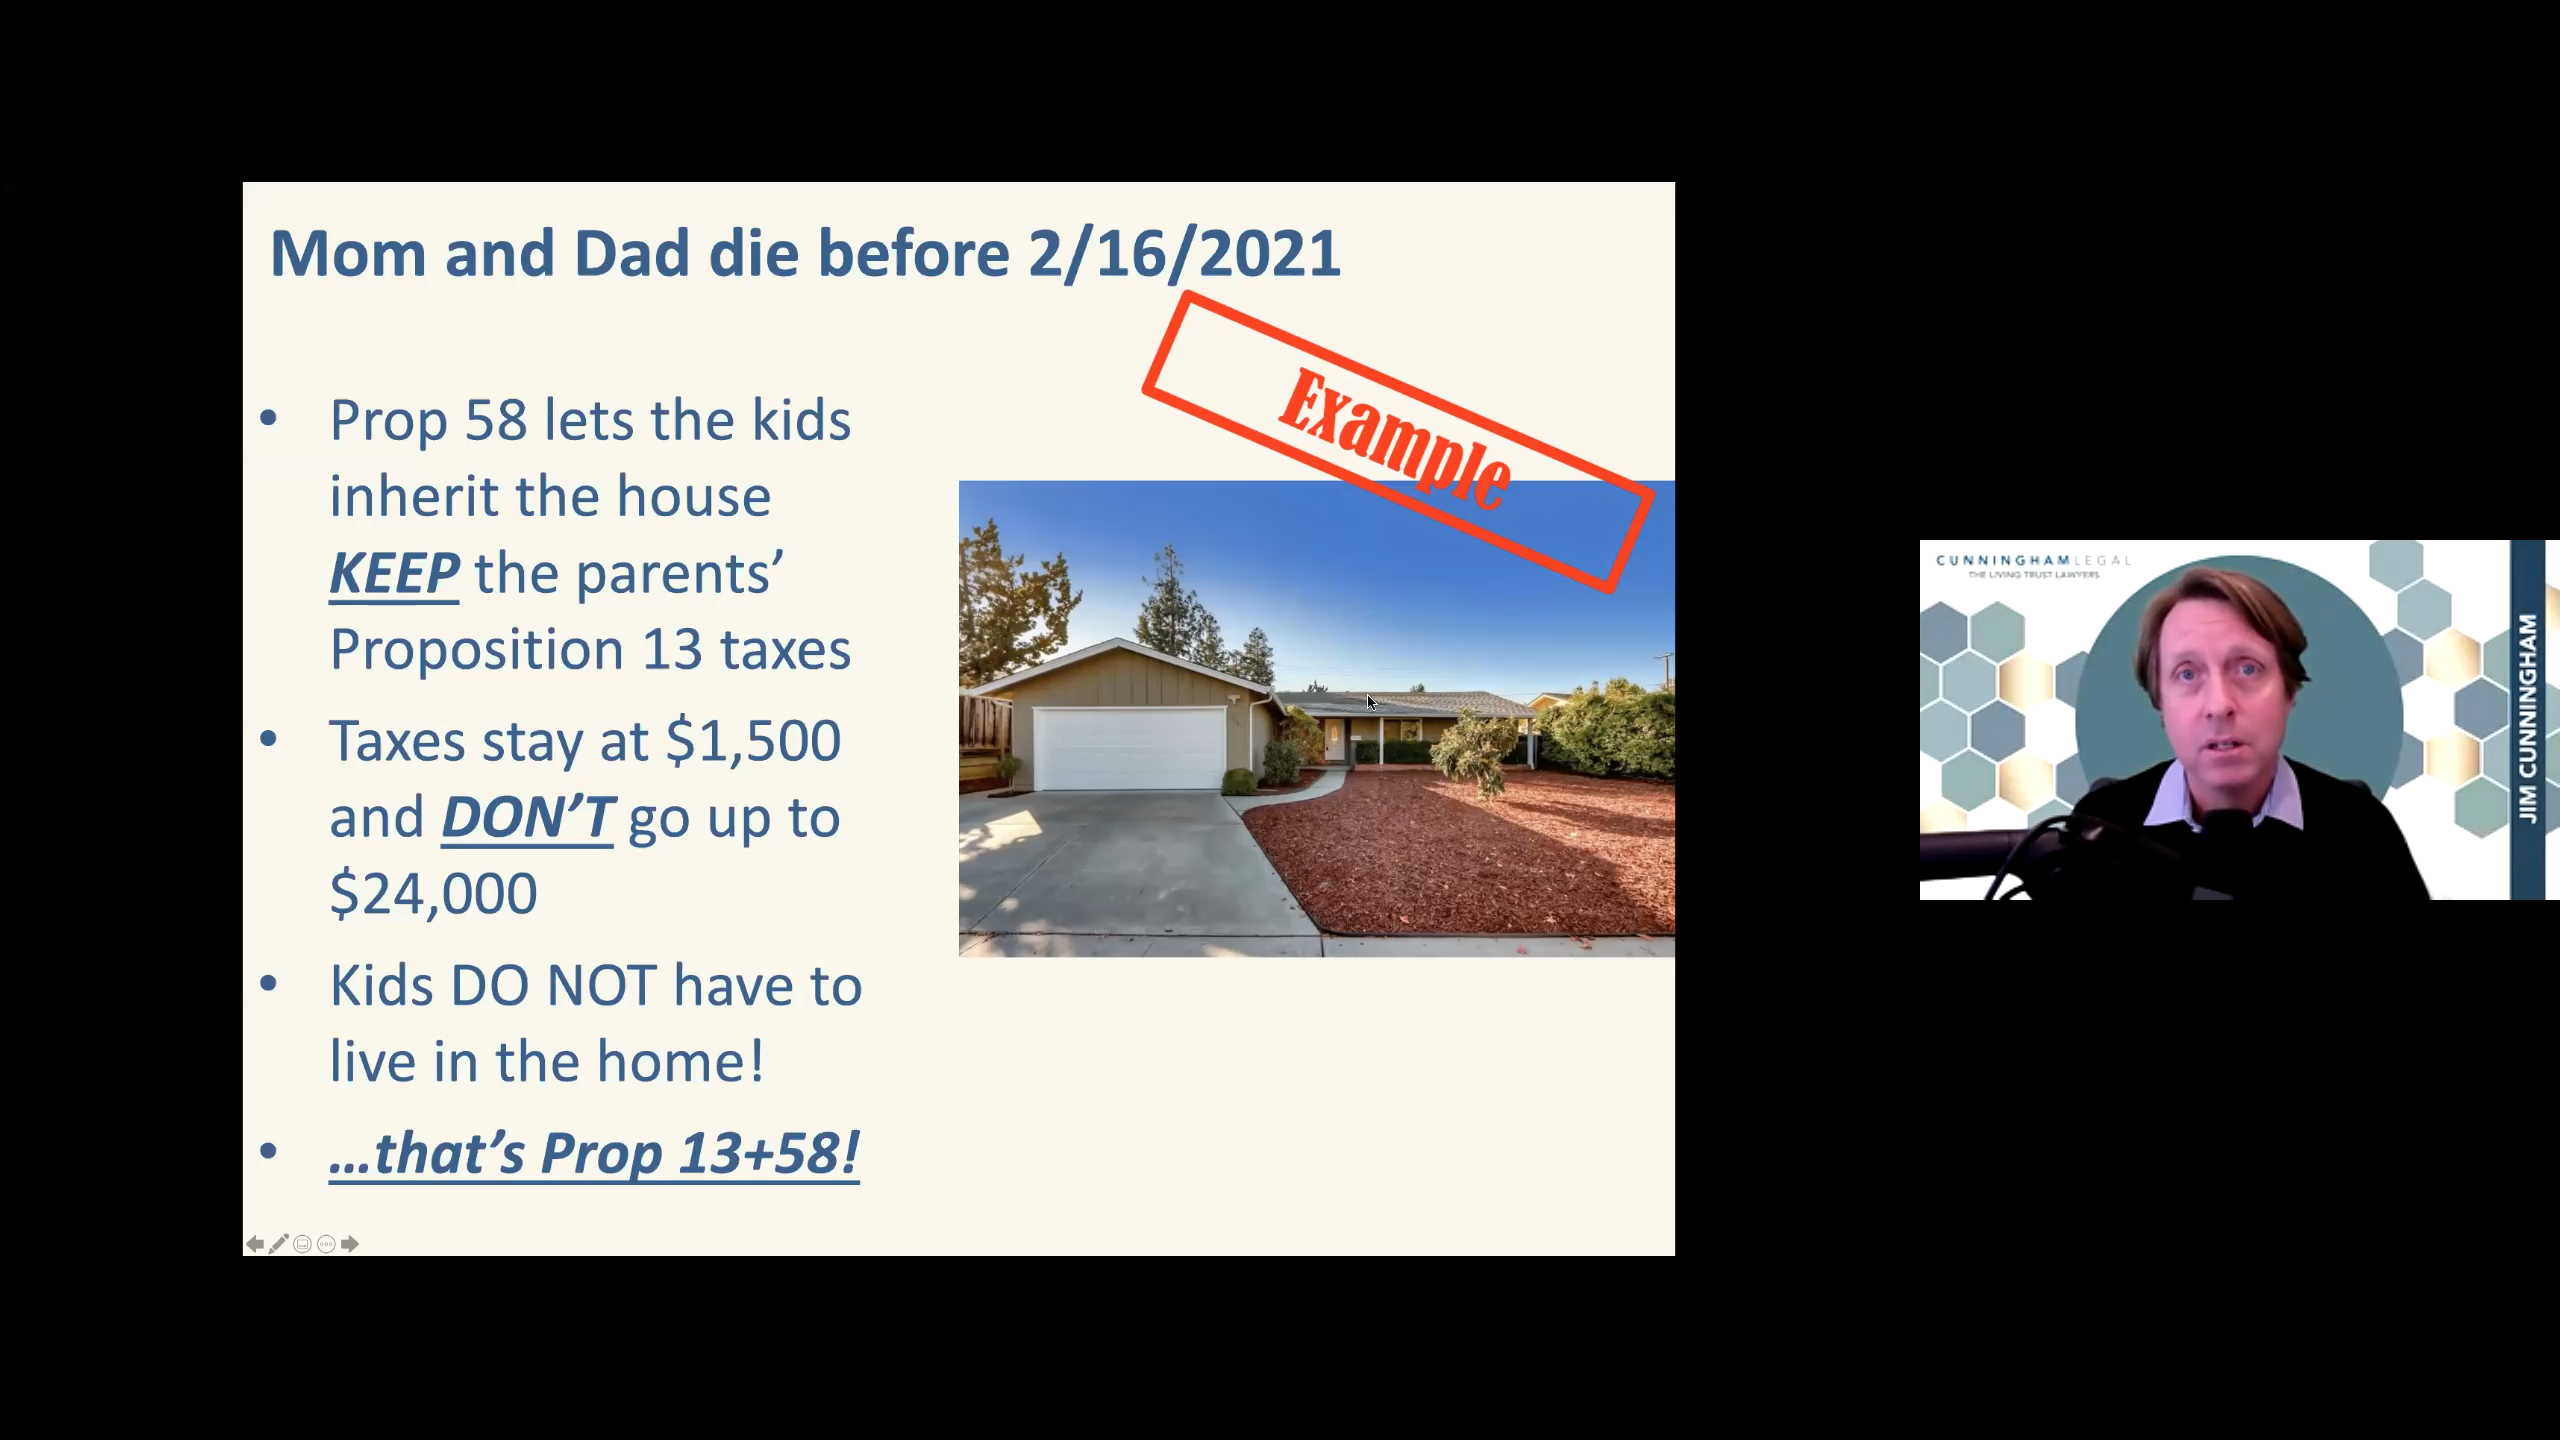 Mom and Dad die before 2/16/2021
Example
• Prop 58 lets the kids
inherit the house
KEEP the parents’
Proposition 13 taxes
• Taxes stay at $1,500
and DON’T go up to
$24,000
• Kids DO NOT have to
live in the home!
• ...that’s Prop 13+58!
CUNNINGHAMLEGAL
THE LIVING TRUST LAWYERS
JIM CUNNINGHAM